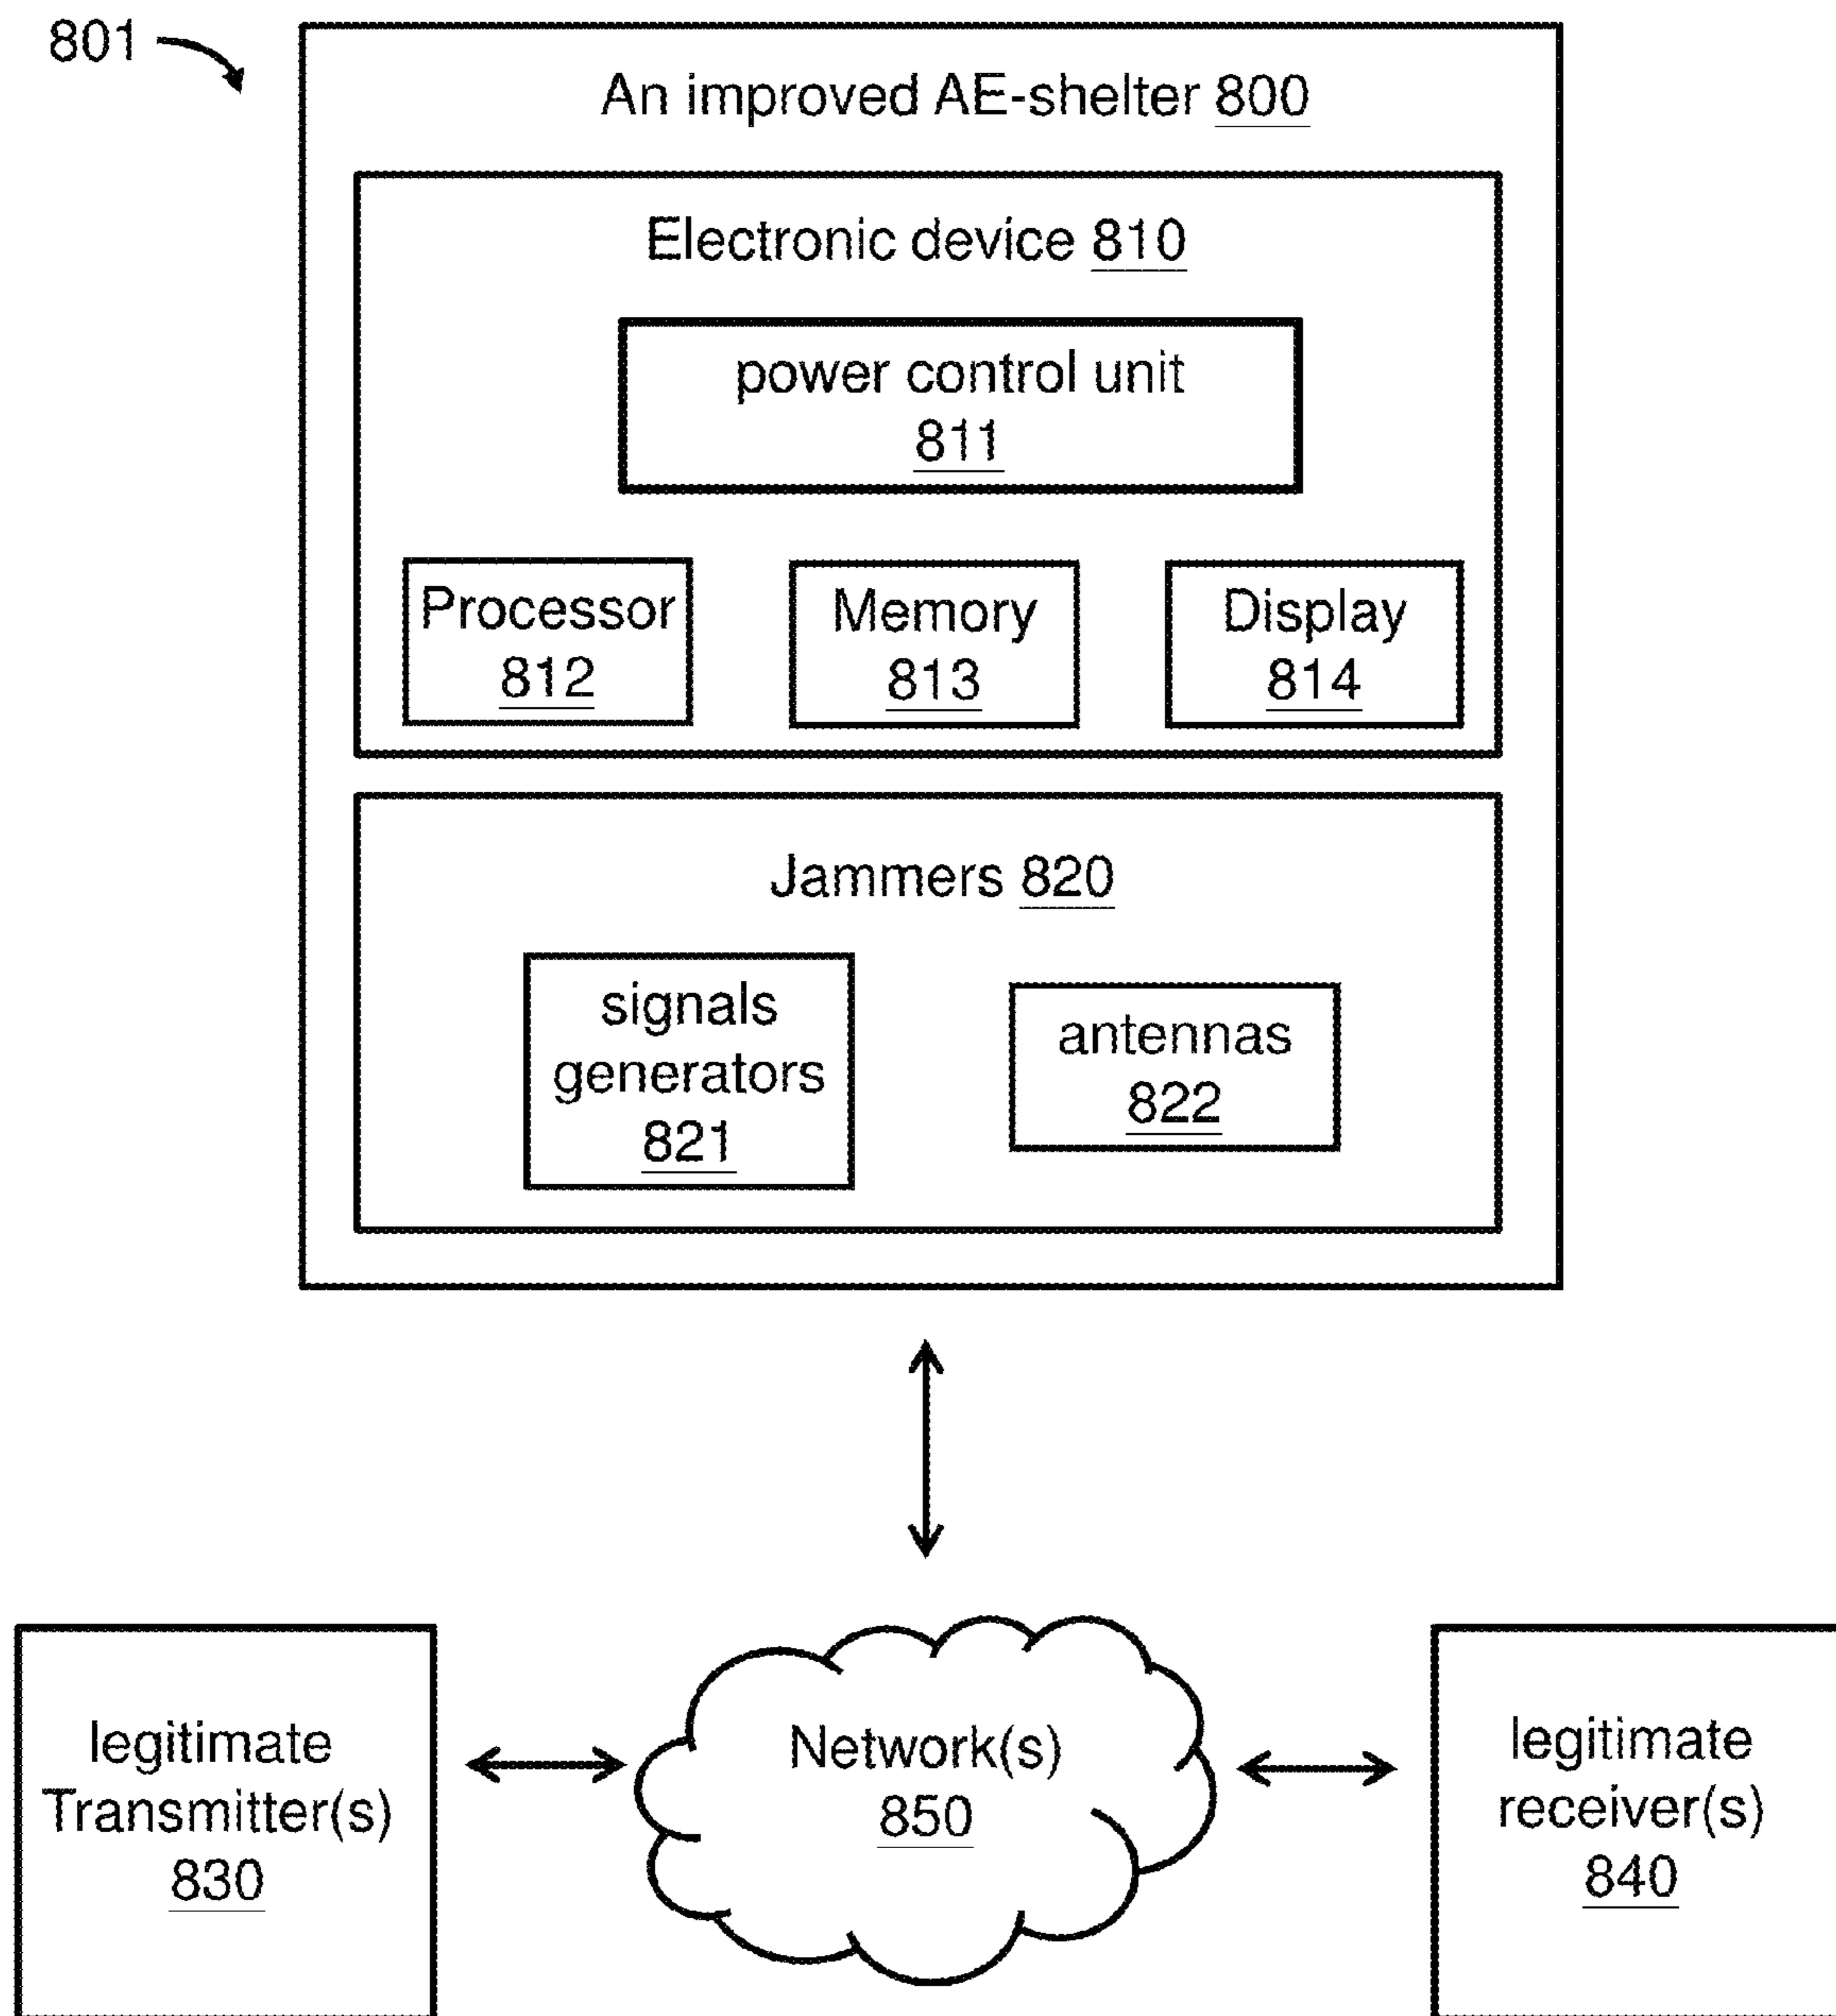 801
An improved AE-shelter 800
Electronic device 810
power control unit
811
Processor
812
Memory
813
Display
814
Jammers 820
signals
generators
821
antennas
822
legitimate
Transmitter(s)
830
Network(s)
850
legitimate
receiver(s)
840